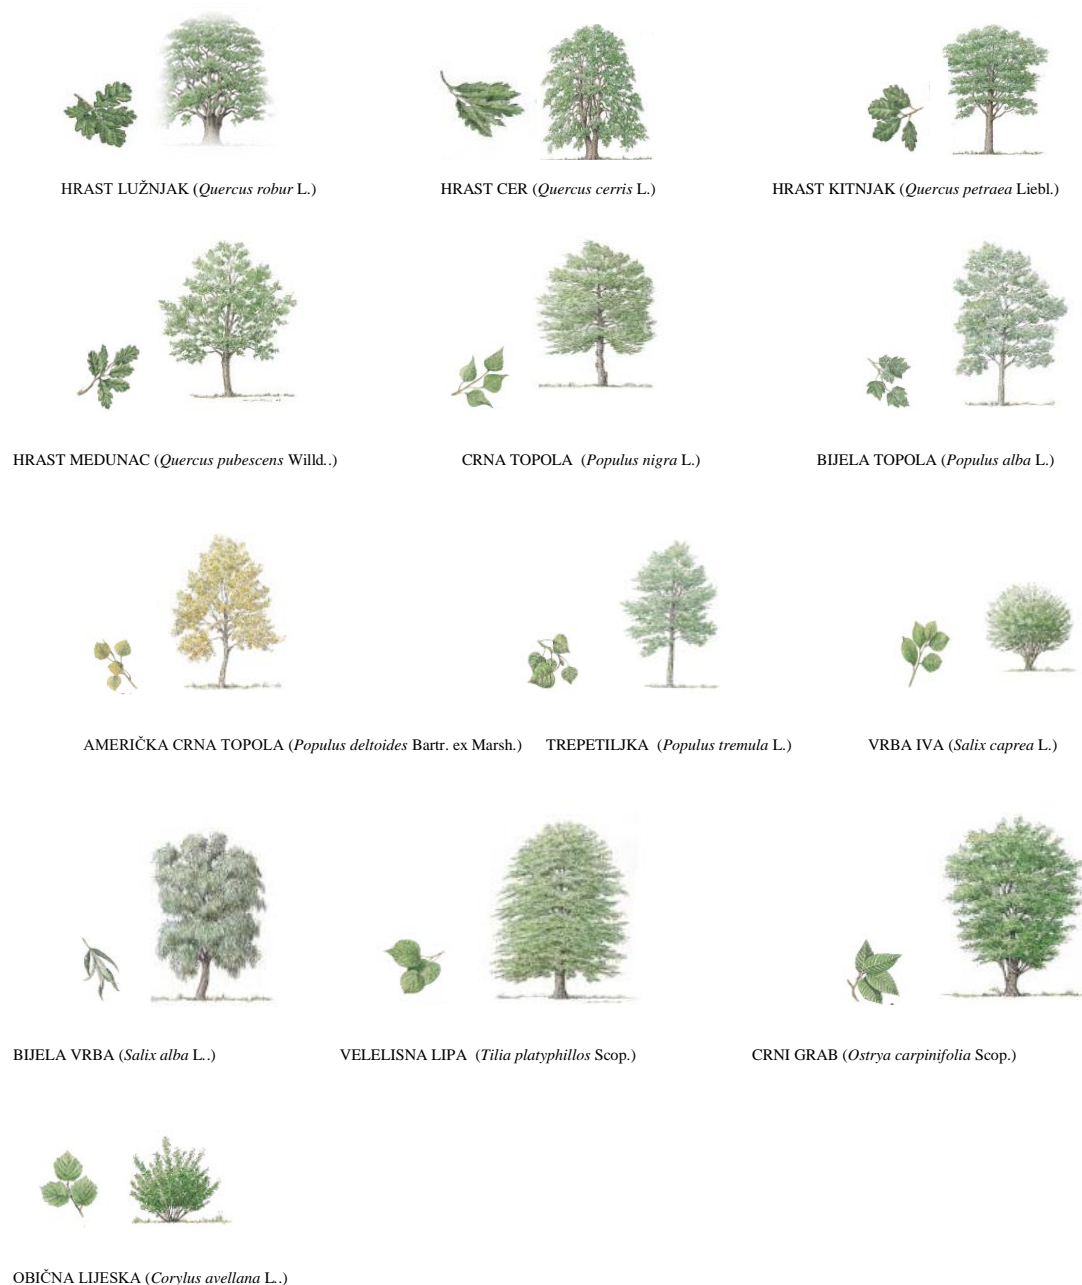 HRAST LUŽNJAK (Quercus robur L.)
HRAST CER (Quercus cerris L.)
HRAST KITNJAK (Quercus petraea Liebl.)
HRAST MEDUNAC (Quercus pubescens Willd..)
CRNA TOPOLA (Populus nigra L.)
BIJELA TOPOLA (Populus alba L.)
AMERIČKA CRNA TOPOLA (Populus deltoides Bartr. ex Marsh.)
TREPETILJKA (Populus tremula L.)
VRBA IVA (Salix caprea L.)
BIJELA VRBA (Salix alba L..)
VELELISNA LIPA (Tilia platyphillos Scop.)
CRNI GRAB (Ostrya carpinifolia Scop.)
OBIČNA LIJESKA (Corylus avellana L..)